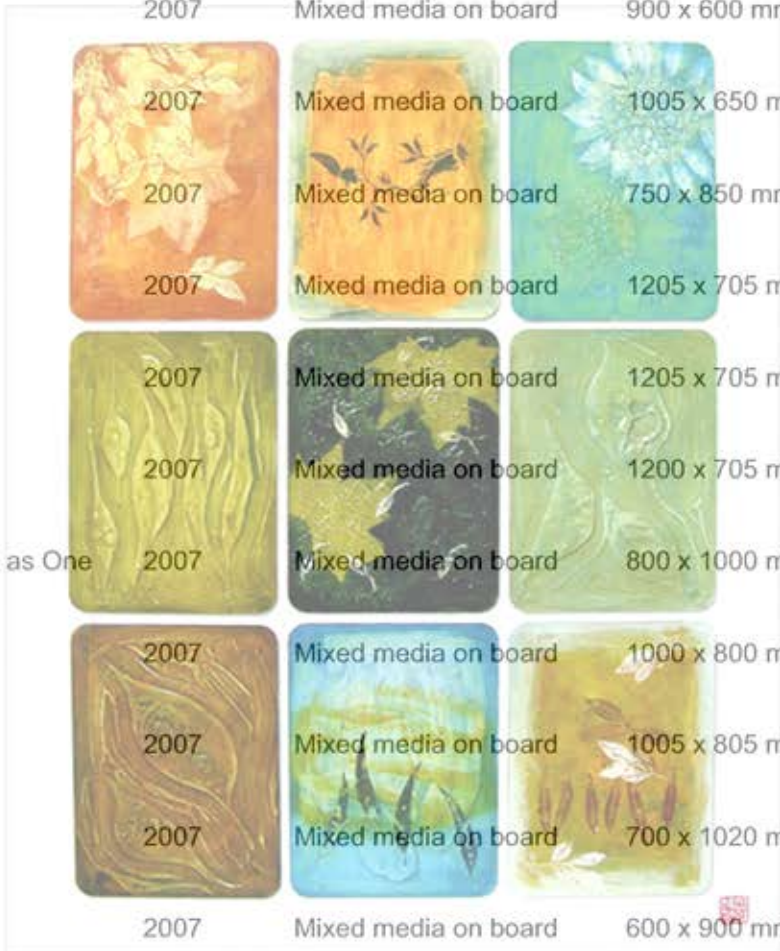 2007 Mixed media on board 900 x 600 m
2007 Mixed media on board 1005 x 650 m
2007 Mixed media on board 750 x 850 m
2007 Mixed media on board 1205 x 705 m
2007 Mixed media on board 1205 x 705 m
2007 Mixed media on board 1200 x 705 m
as One 2007 Mixed media on board 800 x 1000 m
2007 Mixed media on board 1000 x 800 m
2007 Mixed media on board 1005 x 805 m
2007 Mixed media on board 700 x 1020 m
2007 Mixed media on board 600 x 900 m